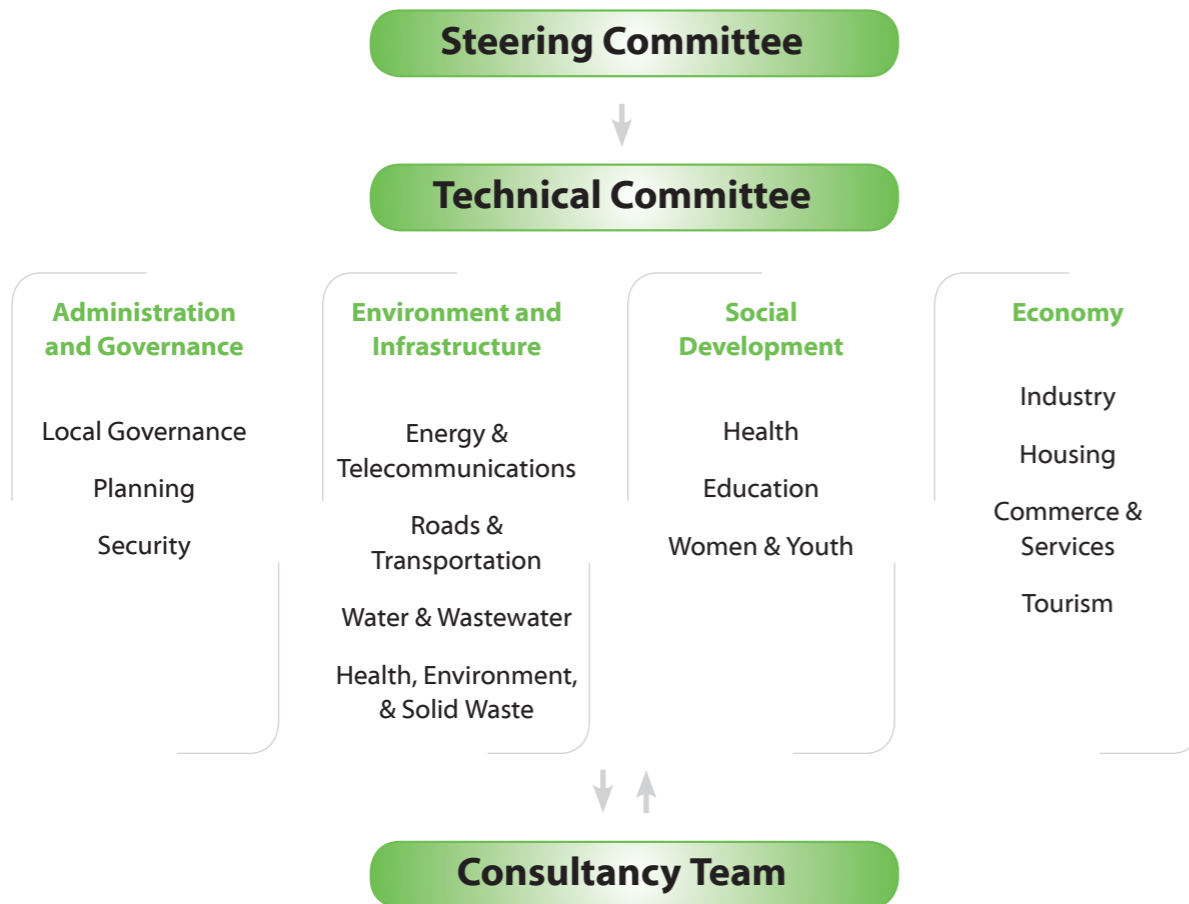 Steering Committee
Technical Committee
Administration
and Governance
Local Governance
Planning
Security
Environment and
Infrastructure
Energy &
Telecommunications
Roads &
Transportation
Water & Wastewater
Health, Environment,
& Solid Waste
Social
Development
Health
Education
Women & Youth
Economy
Industry
Housing
Commerce &
Services
Tourism
Consultancy Team